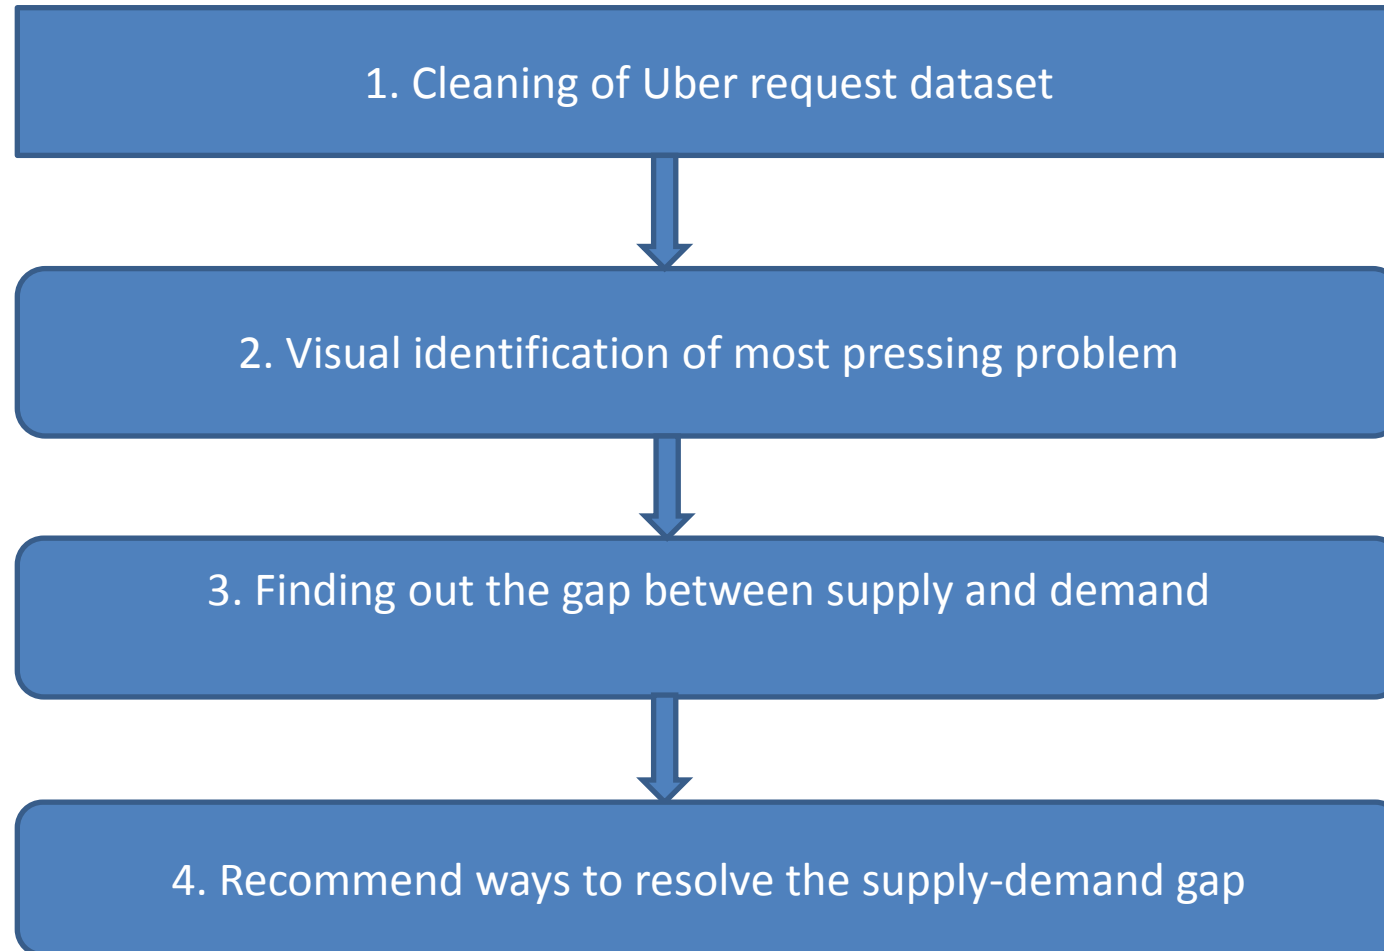 1. Cleaning of Uber request dataset
2. Visual identification of most pressing problem
3. Finding out the gap between supply and demand
4. Recommend ways to resolve the supply-demand gap